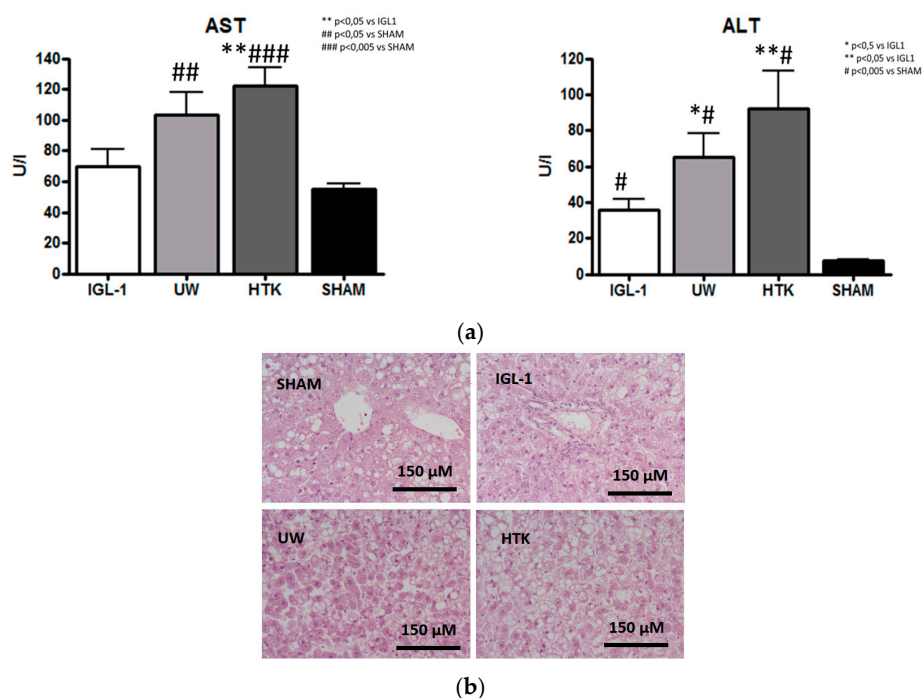 AST
** p<0,05 vs IGL1
## p<0,05 vs SHAM
### p<0,005 vs SHAM
140
120
100
80
60
40
20
0
U/l
##
**###
IGL-1 UW HTK SHAM
ALT
* p<0,5 vs IGL1
** p<0,05 vs IGL1
# p<0,005 vs SHAM
120
100
80
60
40
20
0
U/l
#
*#
**#
IGL-1 UW HTK SHAM
(a)
SHAM
150 µM
IGL-1
150 µM
UW
150 µM
HTK
150 µM
(b)